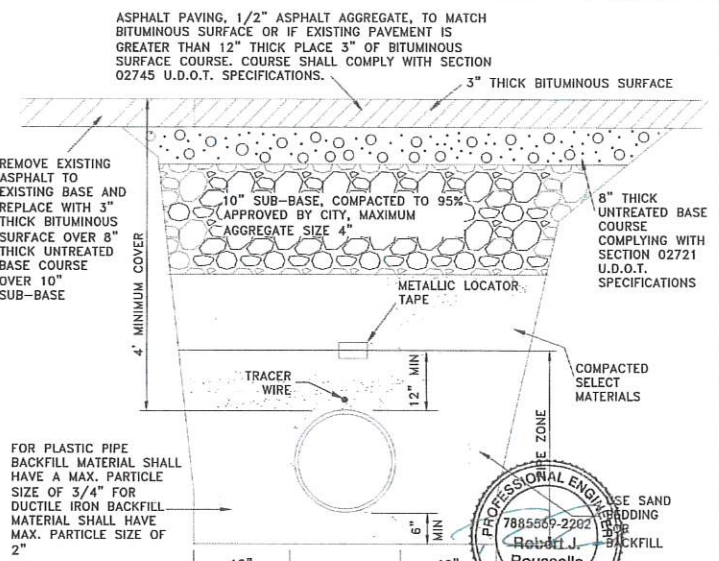 ASPHALT PAVING, 1/2" ASPHALT AGGREGATE, TO MATCH
BITUMINOUS SURFACE OR IF EXISTING PAVEMENT IS
GREATER THAN 12" THICK PLACE 3" OF BITUMINOUS
SURFACE COURSE. COURSE SHALL COMPLY WITH SECTION
02745 U.D.O.T. SPECIFICATIONS.
3" THICK BITUMINOUS SURFACE
REMOVE EXISTING
ASPHALT TO
EXISTING BASE AND
REPLACE WITH 3"
THICK BITUMINOUS
SURFACE OVER 8"
THICK UNTREATED
BASE COURSE
OVER 10"
SUB-BASE
4' MINIMUM COVER
10" SUB-BASE, COMPACTED TO 95%
APPROVED BY CITY, MAXIMUM
AGGREGATE SIZE 4"
8" THICK
UNTREATED BASE
COURSE
COMPLYING WITH
SECTION 02721
U.D.O.T.
SPECIFICATIONS
METALLIC LOCATOR
TAPE
TRACER
WIRE
12" MIN
COMPACTED
SELECT
MATERIALS
ZONE
FOR PLASTIC PIPE
BACKFILL MATERIAL SHALL
HAVE A MAX. PARTICLE
SIZE OF 3/4" FOR
DUCTILE IRON BACKFILL
MATERIAL SHALL HAVE
MAX. PARTICLE SIZE OF
2"
6"
MIN
USE SAND
BEDDING
FOR
BACKFILL
PROFESSIONAL ENGINEER
7885569-2202
Robert J.